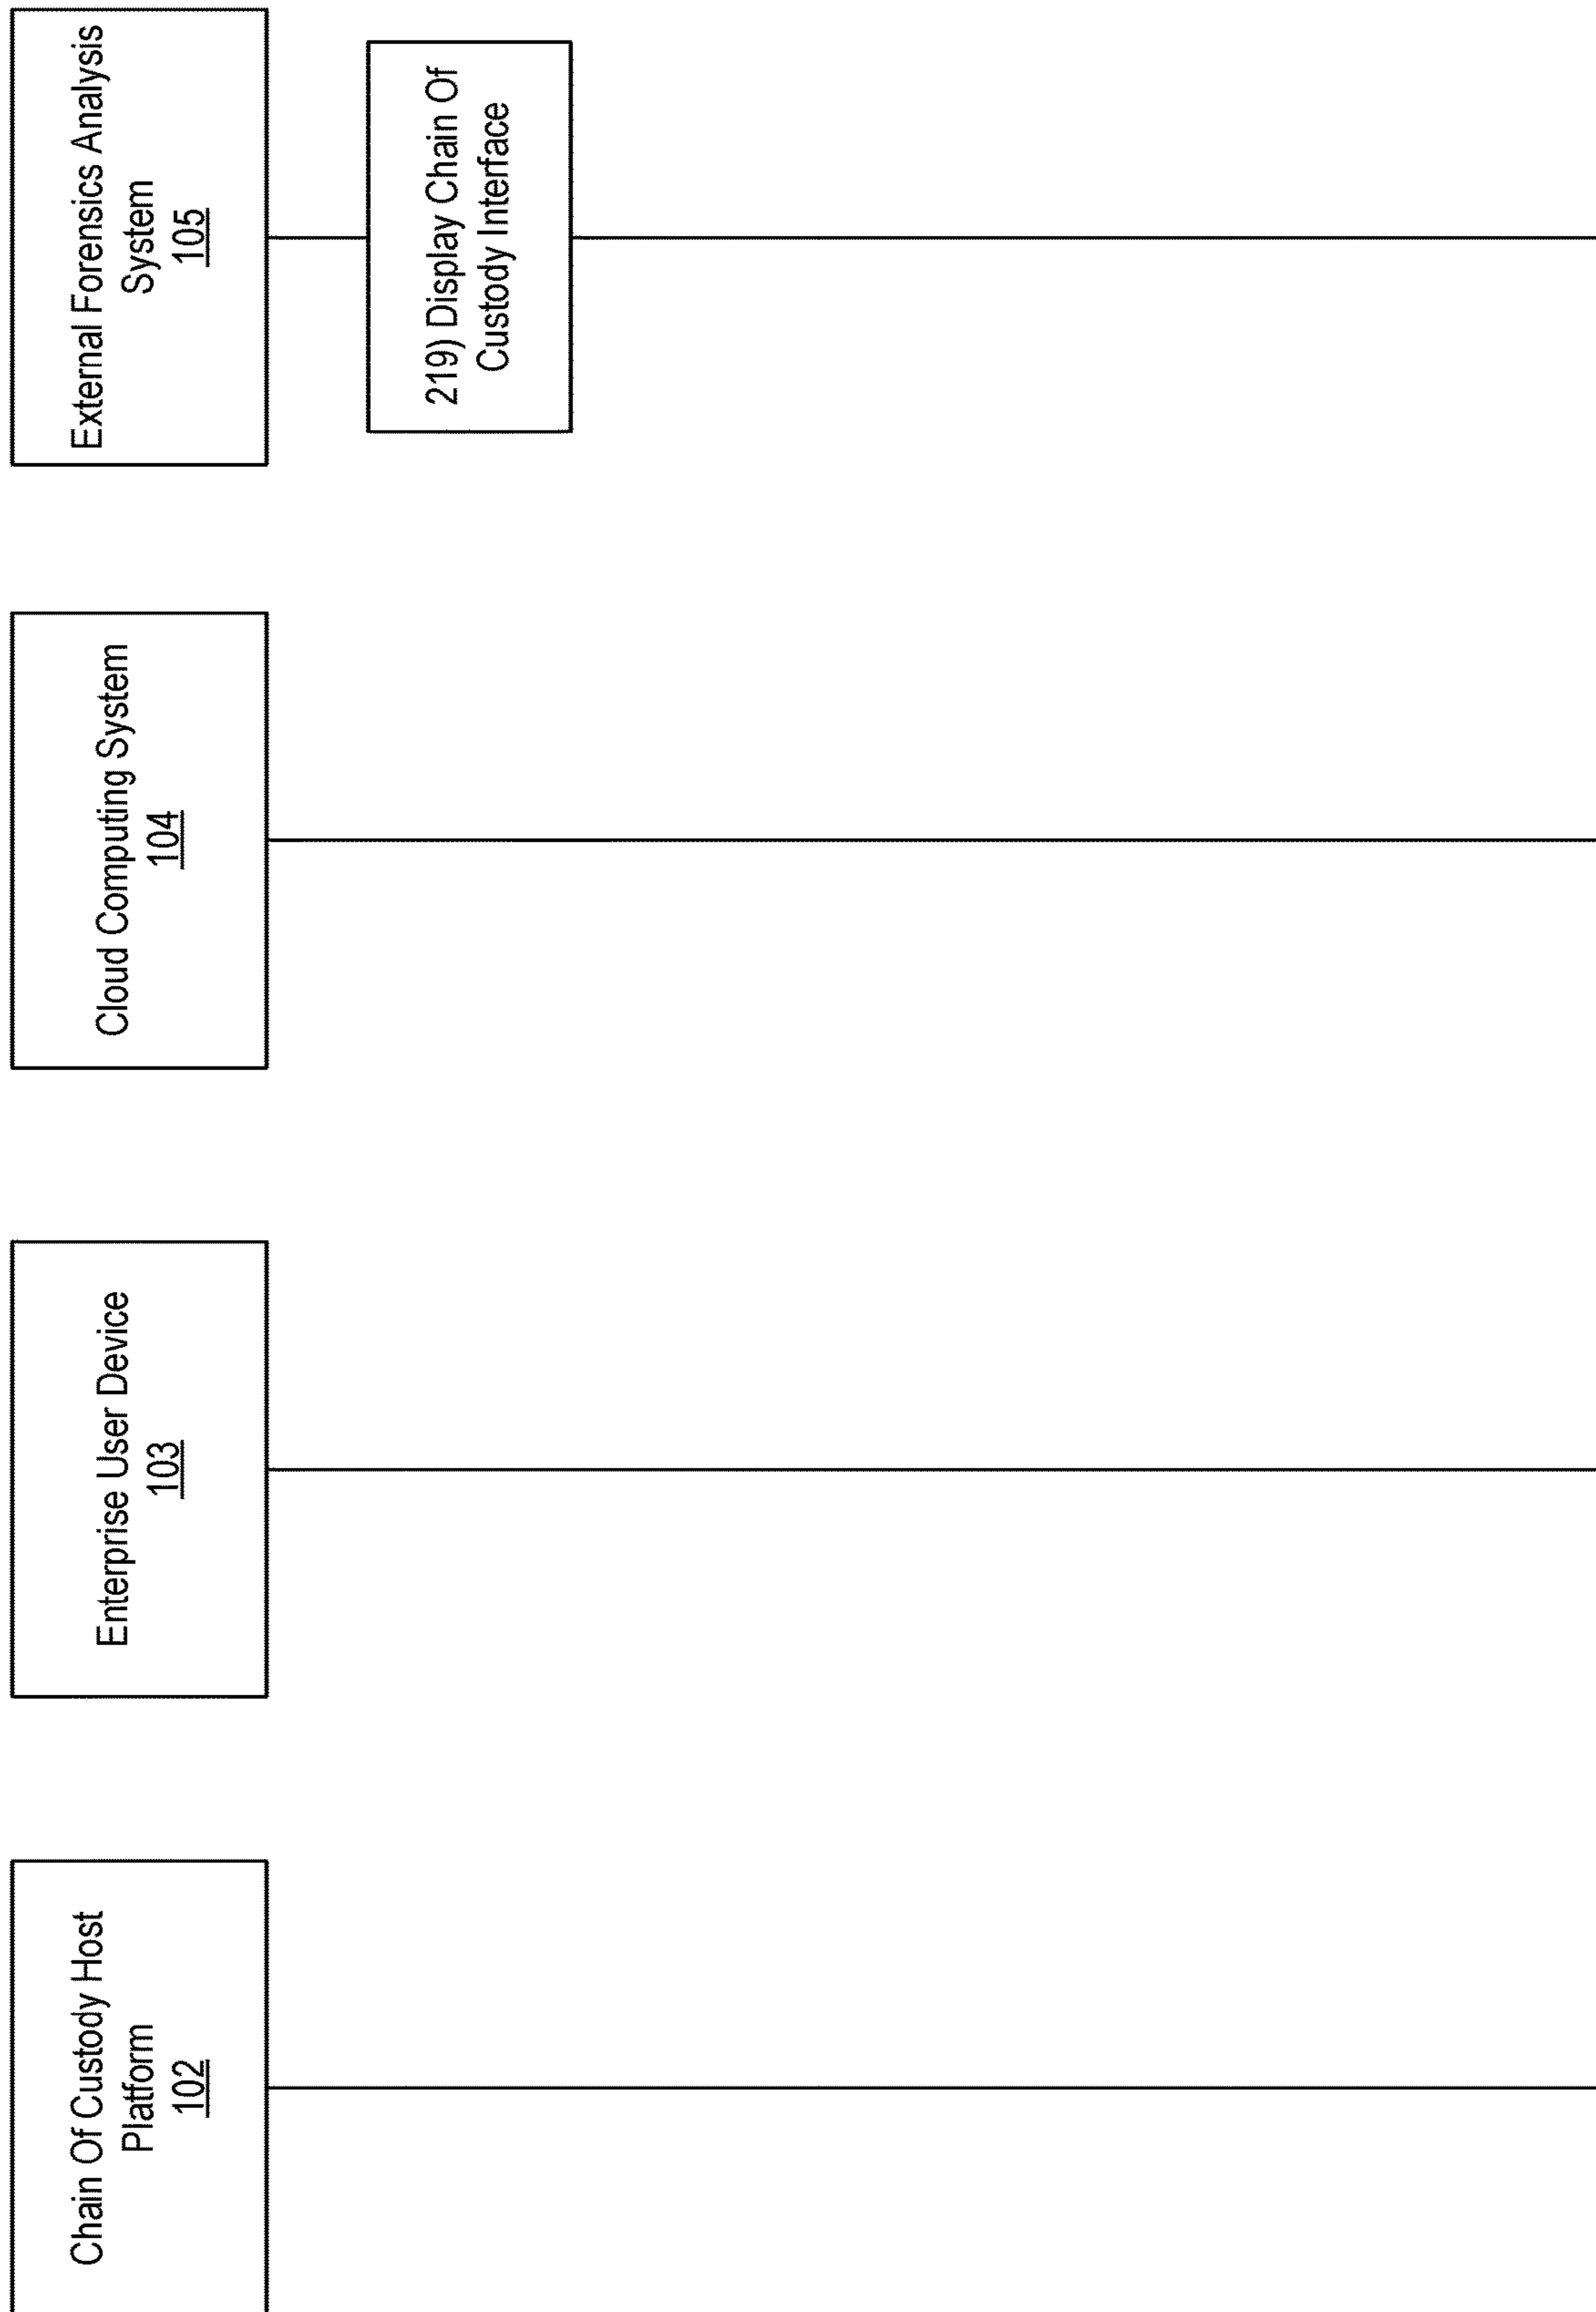 Chain Of Custody Host
Platform
102
Enterprise User Device
103
Cloud Computing System
104
External Forensics Analysis
System
105
219) Display Chain Of
Custody Interface